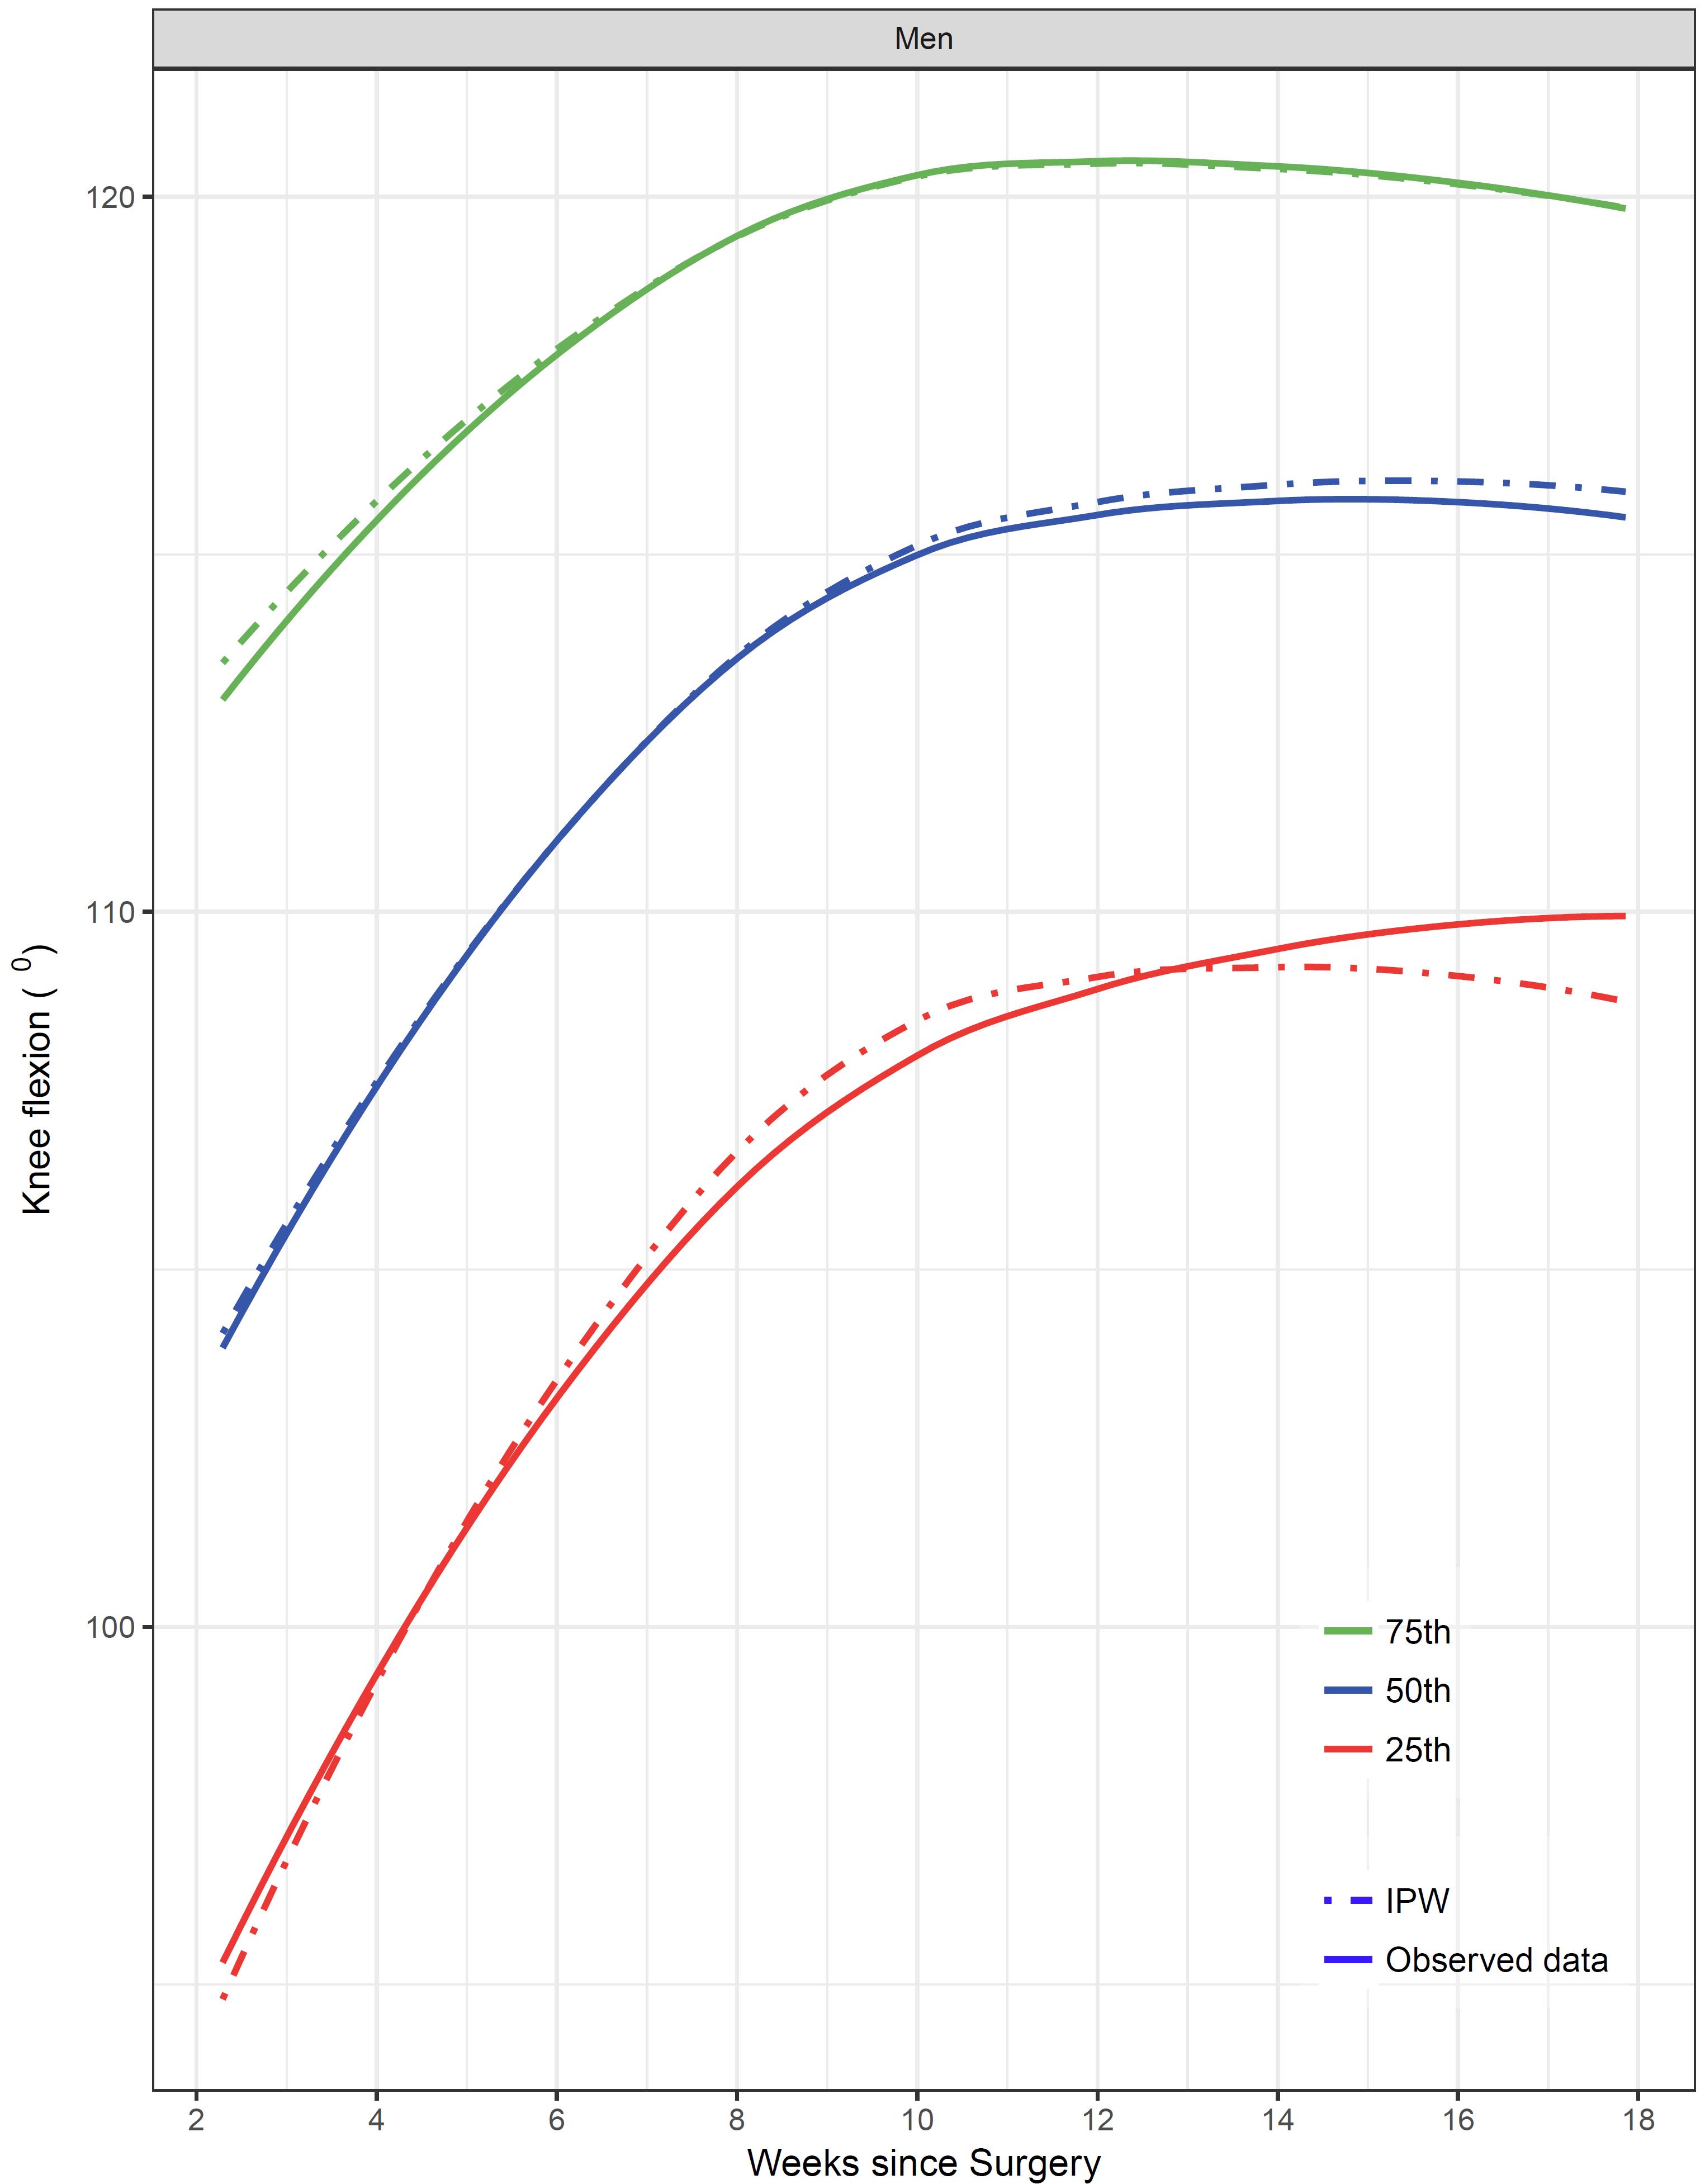 Men
120
110
100
Knee flexion ( 0)
75th
50th
25th
IPW
Observed data
2 4 6 8 10 12 14 16 18
Weeks since Surgery